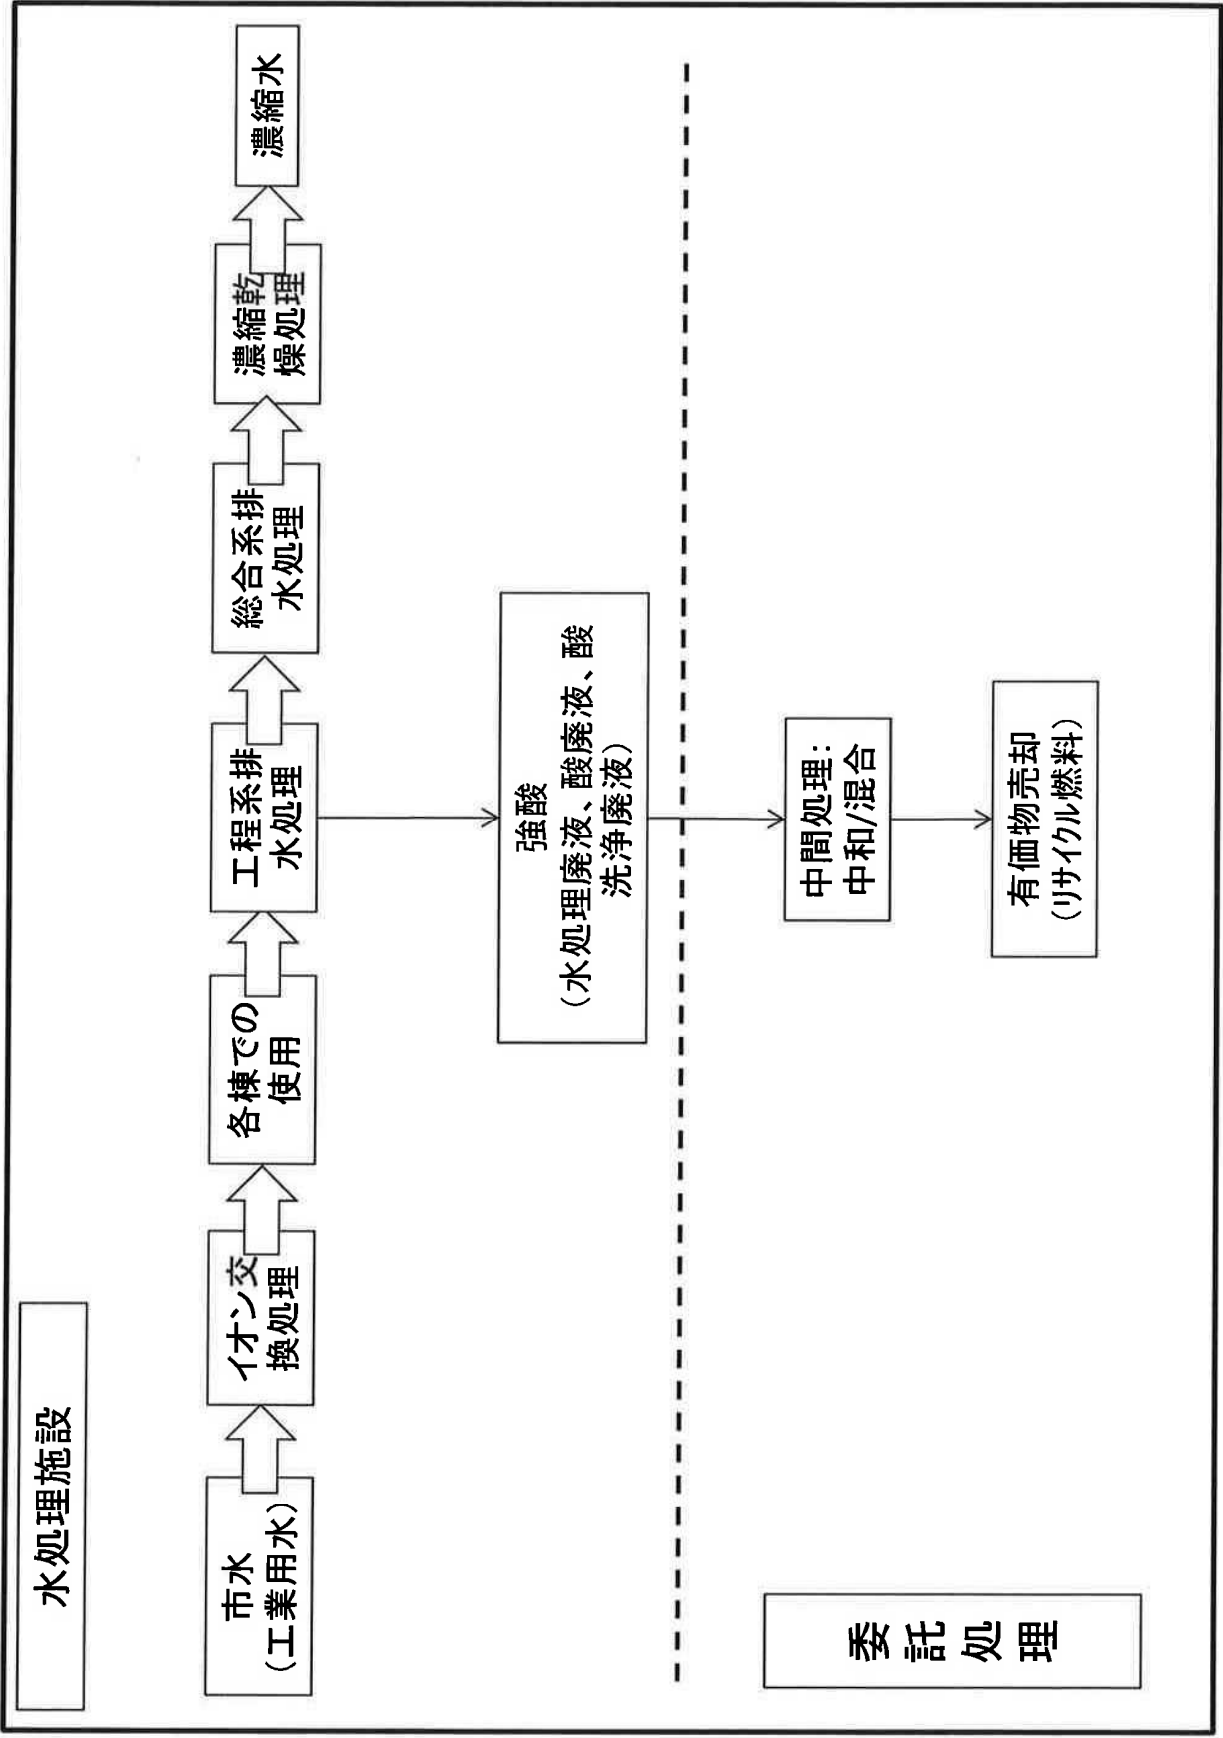 水処理施設
市水
(工業用水)
イオン交
換処理
各棟での
使用
工程系排
水処理
総合系排
水処理
濃縮乾
燥処理
濃縮水
強酸
(水処理廃液、酸廃液、酸
洗浄廃液)
委託処理
中間処理:
中和/混合
有価物売却
(リサイクル燃料)